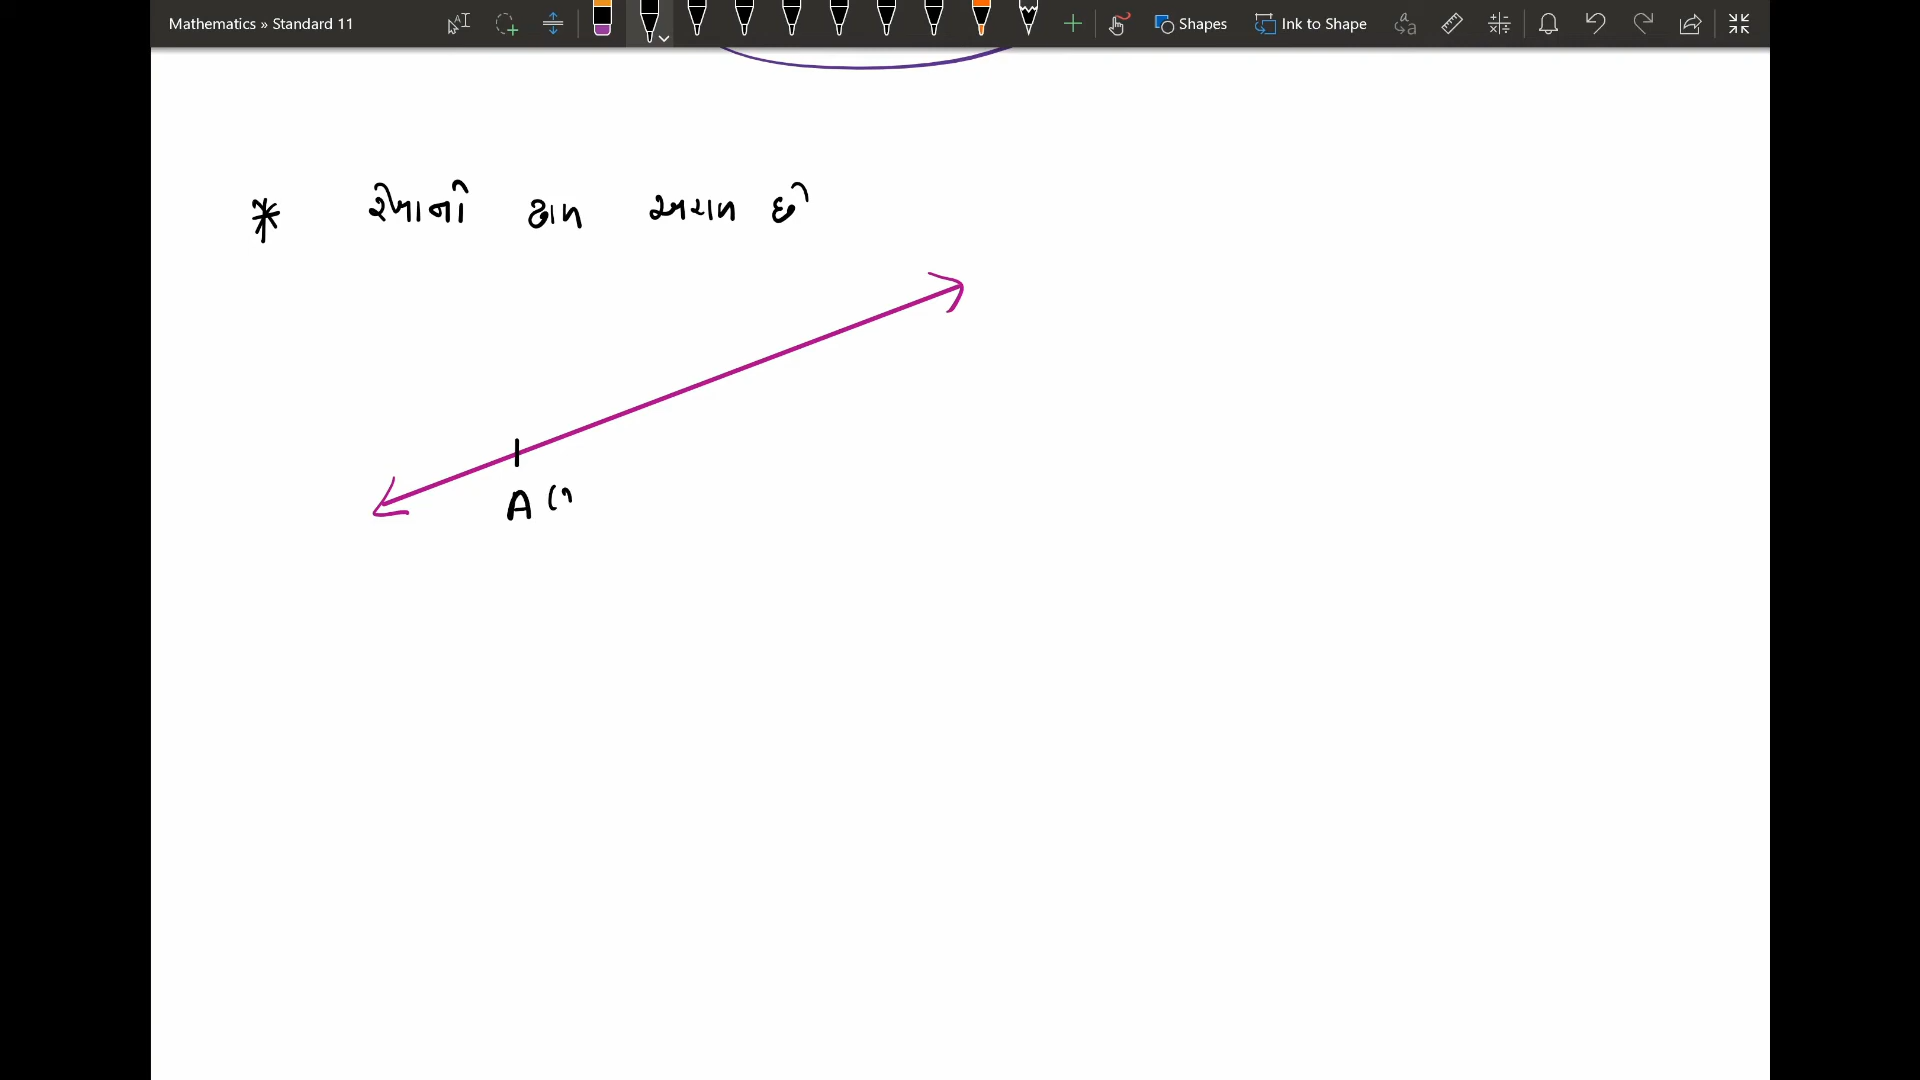 Mathematics » Standard 11
Shapes
Ink to Shape
* રેખાનો ઢાળ અચળ છે
A (